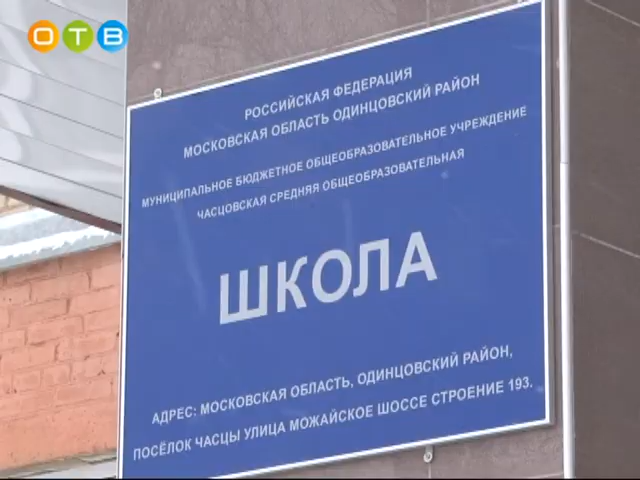 ОТВ
РОССИЙСКАЯ ФЕДЕРАЦИЯ
МОСКОВСКАЯ ОБЛАСТЬ ОДИНЦОВСКИЙ РАЙОН
МУНИЦИПАЛЬНОЕ БЮДЖЕТНОЕ ОБЩЕОБРАЗОВАТЕЛЬНОЕ УЧРЕЖДЕНИЕ
ЧАСЦОВСКАЯ СРЕДНЯЯ ОБЩЕОБРАЗОВАТЕЛЬНАЯ
ШКОЛА
АДРЕС: МОСКОВСКАЯ ОБЛАСТЬ, ОДИНЦОВСКИЙ РАЙОН,
ПОСЁЛОК ЧАСЦЫ УЛИЦА МОЖАЙСКОЕ ШОССЕ СТРОЕНИЕ 193.